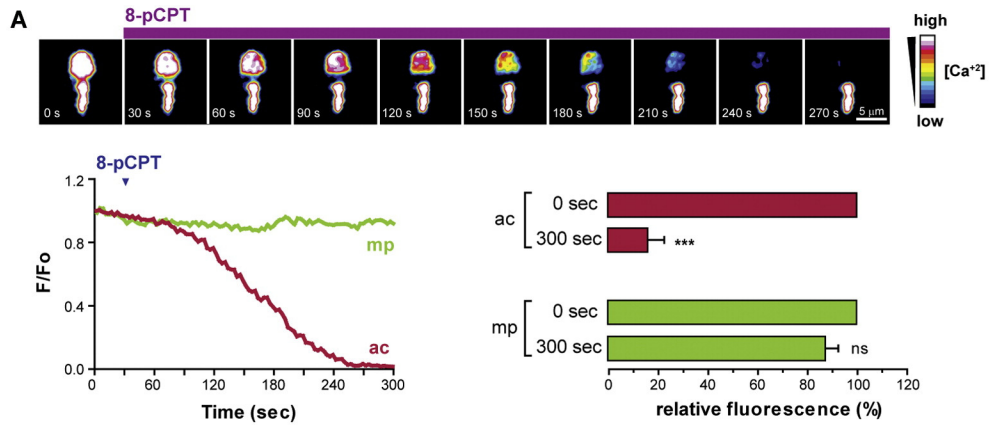 A
8-pCPT
high
[Ca+2]
low
0 s
30 s
60 s
90 s
120 s
150 s
180 s
210 s
240 s
270 s
5 µm
8-pCPT
1.2
0.8
0.4
0.0
F/Fo
mp
ac
0
60
120
180
240
300
Time (sec)
ac
0 sec
300 sec
***
mp
0 sec
300 sec
ns
0
20
40
60
80
100
120
relative fluorescence (%)